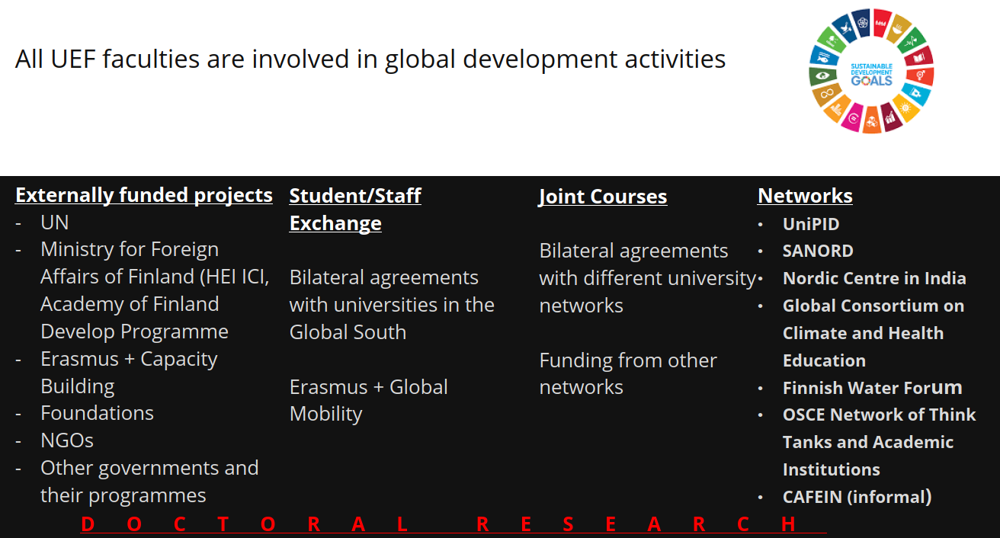 All UEF faculties are involved in global development activities
SUSTAINABLE
DEVELOPMENT
GOALS
Externally funded projects
- UN
- Ministry for Foreign
Affairs of Finland (HEI ICI,
Academy of Finland
Develop Programme
- Erasmus + Capacity
Building
- Foundations
- NGOs
- Other governments and
their programmes
Student/Staff
Exchange
Bilateral agreements
with universities in the
Global South
Erasmus + Global
Mobility
Joint Courses
Bilateral agreements
with different university
networks
Funding from other
networks
Networks
• UniPID
• SANORD
• Nordic Centre in India
• Global Consortium on
Climate and Health
Education
• Finnish Water Forum
• OSCE Network of Think
Tanks and Academic
Institutions
• CAFEIN (informal)
D O C T O R A L R E S E A R C H